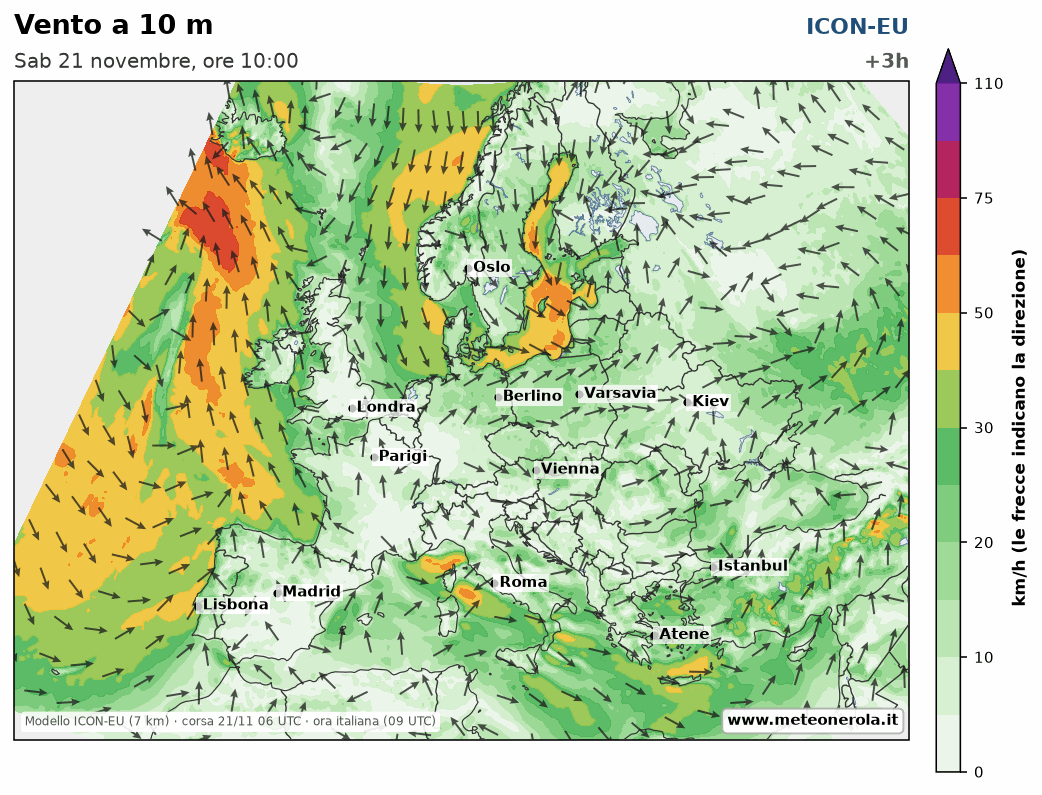 Vento a 10 m
ICON-EU
Sab 21 novembre, ore 10:00
+3h
110
75
50
30
20
10
0
km/h (le frecce indicano la direzione)
Oslo
Berlino
Varsavia
Kiev
Londra
Parigi
Vienna
Istanbul
Roma
Madrid
Lisbona
Atene
Modello ICON-EU (7 km) · corsa 21/11 06 UTC · ora italiana (09 UTC)
www.meteonerola.it